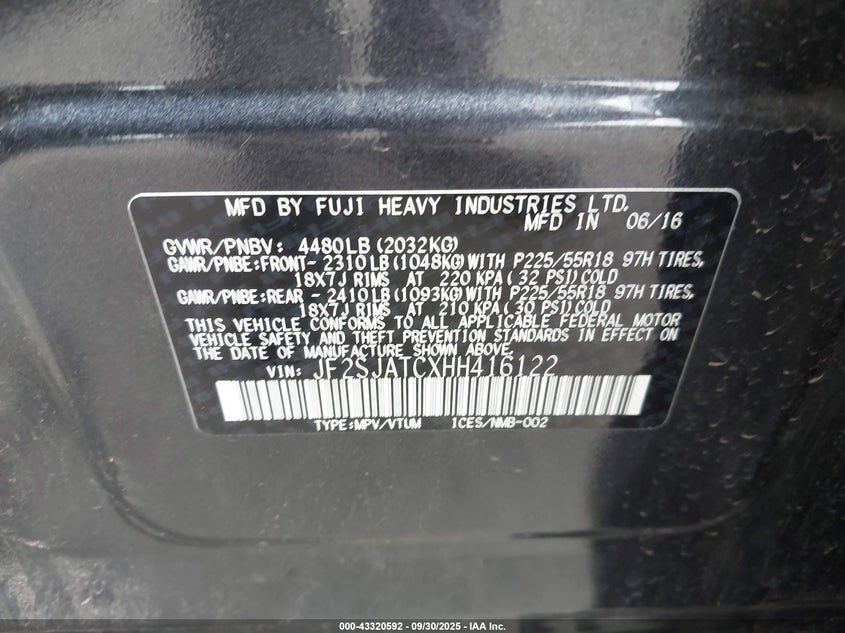 MFD BY FUJI HEAVY INDUSTRIES LTD.
MFD IN 06/16
GVWR/PNBV: 4480LB(2032KG)
GAWR/PNBE:FRONT- 2310LB(1048KG)WITH P225/55R18 97H TIRES,
18X7J RIMS AT 220 KPA( 32 PSI)COLD
GAWR/PNBE:REAR - 2410LB(1093KG)WITH P225/55R18 97H TIRES,
18X7J RIMS AT 210 KPA( 30 PSI)COLD
THIS VEHICLE CONFORMS TO ALL APPLICABLE FEDERAL MOTOR
VEHICLE SAFETY AND THEFT PREVENTION STANDARDS IN EFFECT ON
THE DATE OF MANUFACTURE SHOWN ABOVE.
VIN: JF2SJATCXHH416122
TYPE:MPV/VTUM ICES/NMB-002
000-43320592 - 09/30/2025 - IAA Inc.